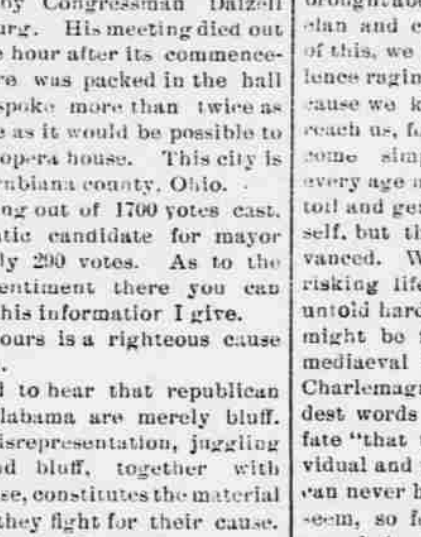 by Congressman Dalzell
urg. His meeting died out
e hour after its commence-
re was packed in the hall
spoke more than twice as
e as it would be possible to
opera house. This city is
mbiana county, Ohio.
ng out of 1700 votes cast,
tic candidate for mayor
ly 290 votes. As to the
entiment there you can
his informatior I give.
ours is a righteous cause
.
l to hear that republican
labama are merely bluff.
isrepresentation, juggling
nd bluff, together with
se, constitutes the material
they fight for their cause.
elan and c
of this, we
lence ragin
cause we k
reach us, f
come sim
every age
toil and ge
self, but th
vanced. W
risking life
untold hard
might be
mediaeval
Charlemag
dest words
fate "that
vidual and
can never h
seem, so f